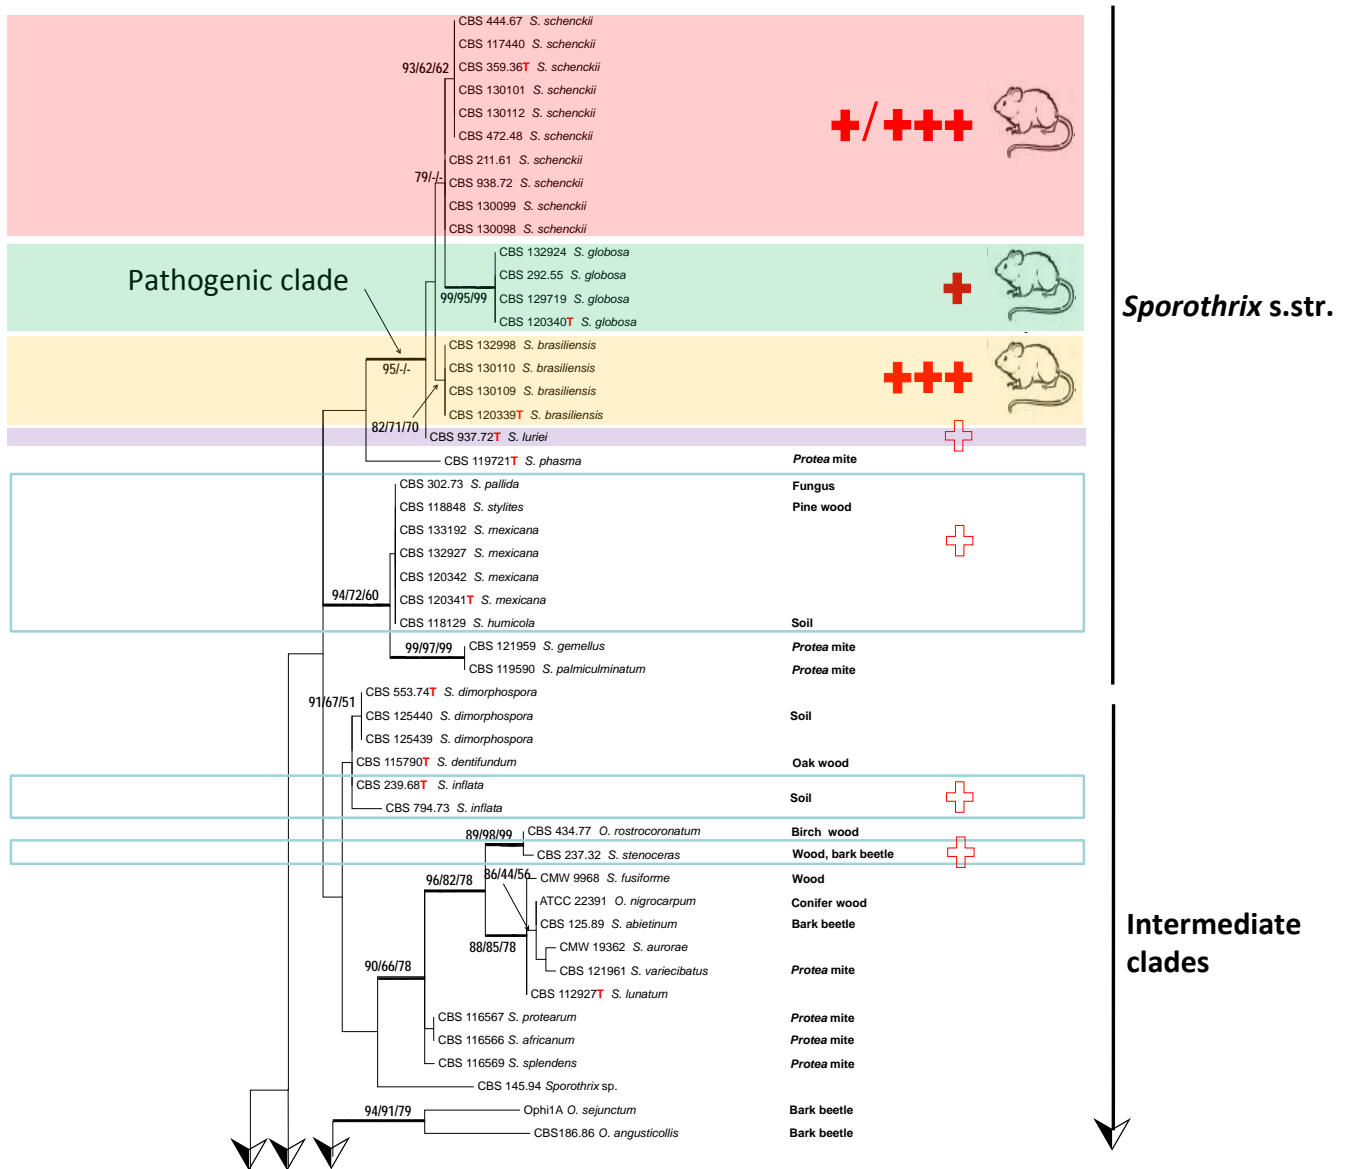 CBS 444.67 S. schenckii
CBS 117440 S. schenckii
93/62/62 CBS 359.36T S. schenckii
CBS 130101 S. schenckii
CBS 130112 S. schenckii
+/+++
CBS 472.48 S. schenckii
CBS 211.61 S. schenckii
79/-/- CBS 938.72 S. schenckii
CBS 130099 S. schenckii
CBS 130098 S. schenckii
CBS 132924 S. globosa
Pathogenic clade
CBS 292.55 S. globosa
99/95/99 CBS 129719 S. globosa
+
CBS 120340T S. globosa
Sporothrix s.str.
CBS 132998 S. brasiliensis
95/-/- CBS 130110 S. brasiliensis
+++
CBS 130109 S. brasiliensis
CBS 120339T S. brasiliensis
82/71/70
CBS 937.72T S. luriei
CBS 119721T S. phasma Protea mite
CBS 302.73 S. pallida Fungus
CBS 118848 S. stylites Pine wood
CBS 133192 S. mexicana
CBS 132927 S. mexicana
CBS 120342 S. mexicana
94/72/60 CBS 120341T S. mexicana
CBS 118129 S. humicola Soil
99/97/99 CBS 121959 S. gemellus Protea mite
CBS 119590 S. palmiculminatum Protea mite
CBS 553.74T S. dimorphospora
91/67/51
CBS 125440 S. dimorphospora Soil
CBS 125439 S. dimorphospora
CBS 115790T S. dentifundum Oak wood
CBS 239.68T S. inflata
Soil
CBS 794.73 S. inflata
89/98/99 CBS 434.77 O. rostrocoronatum Birch wood
CBS 237.32 S. stenoceras Wood, bark beetle
96/82/78 86/44/56 CMW 9968 S. fusiforme Wood
ATCC 22391 O. nigrocarpum Conifer wood
CBS 125.89 S. abietinum Bark beetle
Intermediate
clades
88/85/78 CMW 19362 S. aurorae
90/66/78 CBS 121961 S. variecibatus Protea mite
CBS 112927T S. lunatum
CBS 116567 S. protearum Protea mite
CBS 116566 S. africanum Protea mite
CBS 116569 S. splendens Protea mite
CBS 145.94 Sporothrix sp.
94/91/79 Ophi1A O. sejunctum Bark beetle
CBS186.86 O. angusticollis Bark beetle